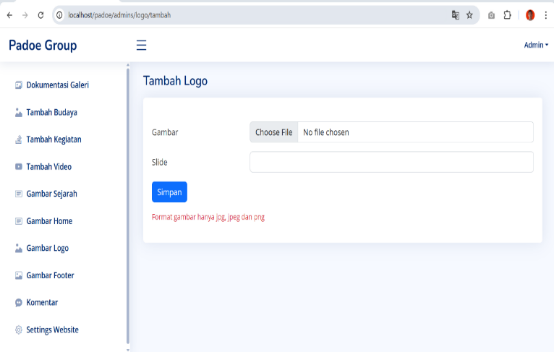 localhost/padoe/admins/logo/tambah
Padoe Group
Admin
Dokumentasi Galeri
Tambah Budaya
Tambah Kegiatan
Tambah Video
Gambar Sejarah
Gambar Home
Gambar Logo
Gambar Footer
Komentar
Settings Website
Tambah Logo
Gambar
Choose File No file chosen
Slide
Simpan
Format gambar hanya jpg, jpeg dan png